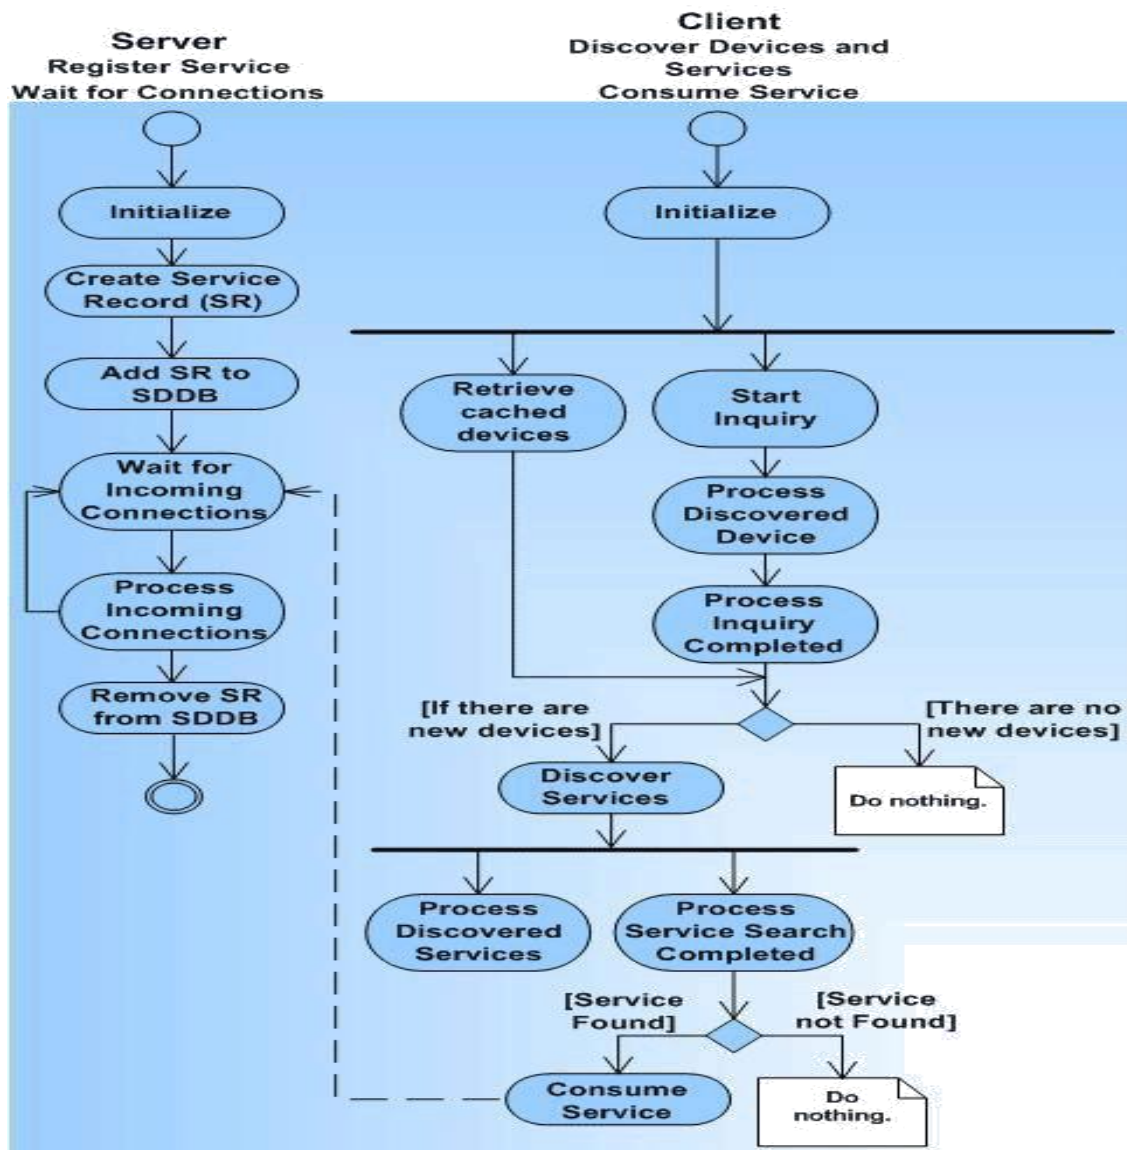 Server
Register Service
Wait for Connections
Initialize
Create Service
Record (SR)
Add SR to
SDDB
Wait for
Incoming
Connections
Process
Incoming
Connections
Remove SR
from SDDB
Client
Discover Devices and
Services
Consume Service
Initialize
Retrieve
cached
devices
Start
Inquiry
Process
Discovered
Device
Process
Inquiry
Completed
[If there are
new devices]
[There are no
new devices]
Discover
Services
Do nothing.
Process
Discovered
Services
Process
Service Search
Completed
[Service
Found]
[Service
not Found]
Consume
Service
Do
nothing.